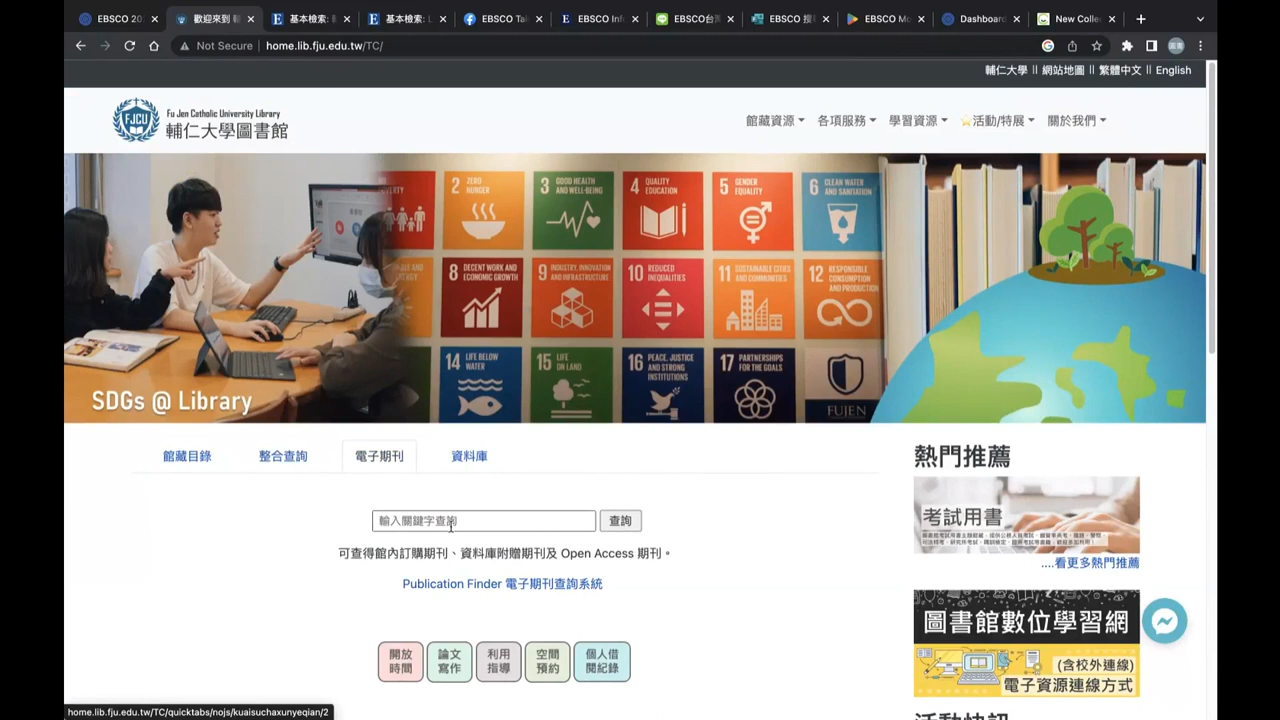 EBSCO 202
歡迎來到 輔
基本檢索: 
基本檢索: L
EBSCO Tai
EBSCO Info
EBSCO台灣
EBSCO 搜
EBSCO Mo
Dashboard
New Colle
Not Secure
home.lib.fju.edu.tw/TC/
輔仁大學 || 網站地圖 || 繁體中文 || English
FJCU
Fu Jen Catholic University Library
輔仁大學圖書館
館藏資源
各項服務
學習資源
活動/特展
關於我們
2 ZERO HUNGER
3 GOOD HEALTH AND WELL-BEING
4 QUALITY EDUCATION
5 GENDER EQUALITY
6 CLEAN WATER AND SANITATION
8 DECENT WORK AND ECONOMIC GROWTH
9 INDUSTRY, INNOVATION AND INFRASTRUCTURE
10 REDUCED INEQUALITIES
11 SUSTAINABLE CITIES AND COMMUNITIES
12 RESPONSIBLE CONSUMPTION AND PRODUCTION
14 LIFE BELOW WATER
15 LIFE ON LAND
16 PEACE, JUSTICE AND STRONG INSTITUTIONS
17 PARTNERSHIPS FOR THE GOALS
FUJEN
SDGs @ Library
館藏目錄
整合查詢
電子期刊
資料庫
輸入關鍵字查詢
查詢
可查得館內訂購期刊、資料庫附贈期刊及 Open Access 期刊。
Publication Finder 電子期刊查詢系統
開放時間
論文寫作
利用指導
空間預約
個人借閱紀錄
熱門推薦
考試用書
....看更多熱門推薦
圖書館數位學習網
(含校外連線)
電子資源連線方式
home.lib.fju.edu.tw/TC/quicktabs/nojs/kuaisuchaxunyeqian/2